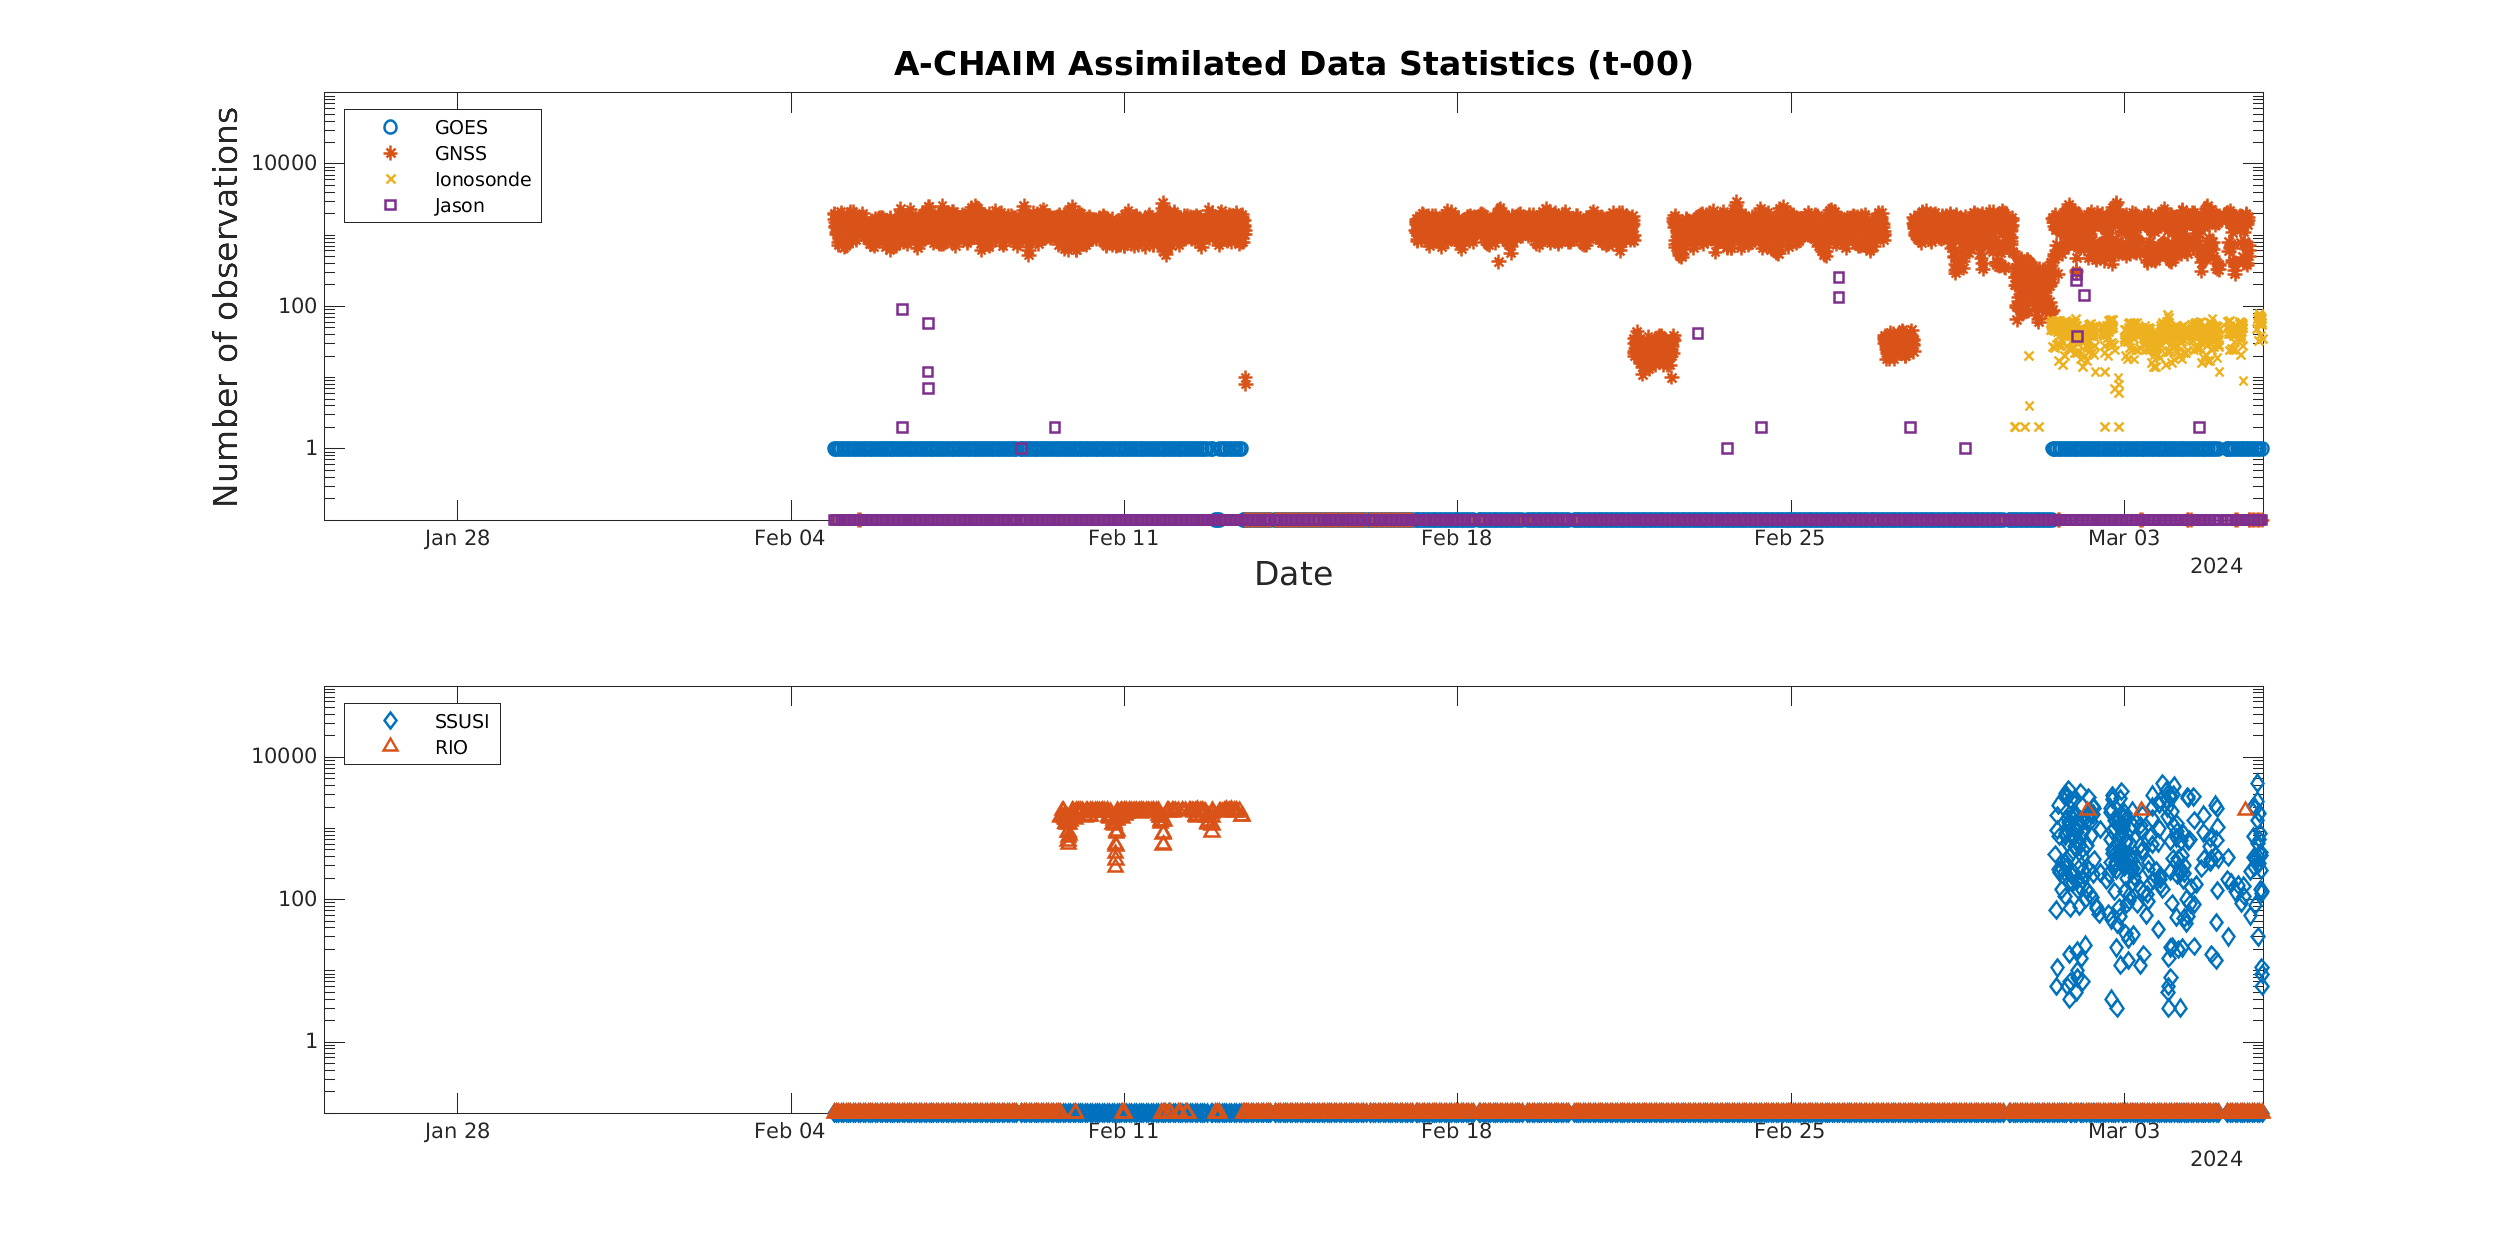 A-CHAIM Assimilated Data Statistics (t-00)
Number of observations
10000
100
1
GOES
GNSS
Ionosonde
Jason
Jan 28 Feb 04 Feb 11 Feb 18 Feb 25 Mar 03
2024
Date
10000
100
1
SSUSI
RIO
Jan 28 Feb 04 Feb 11 Feb 18 Feb 25 Mar 03
2024